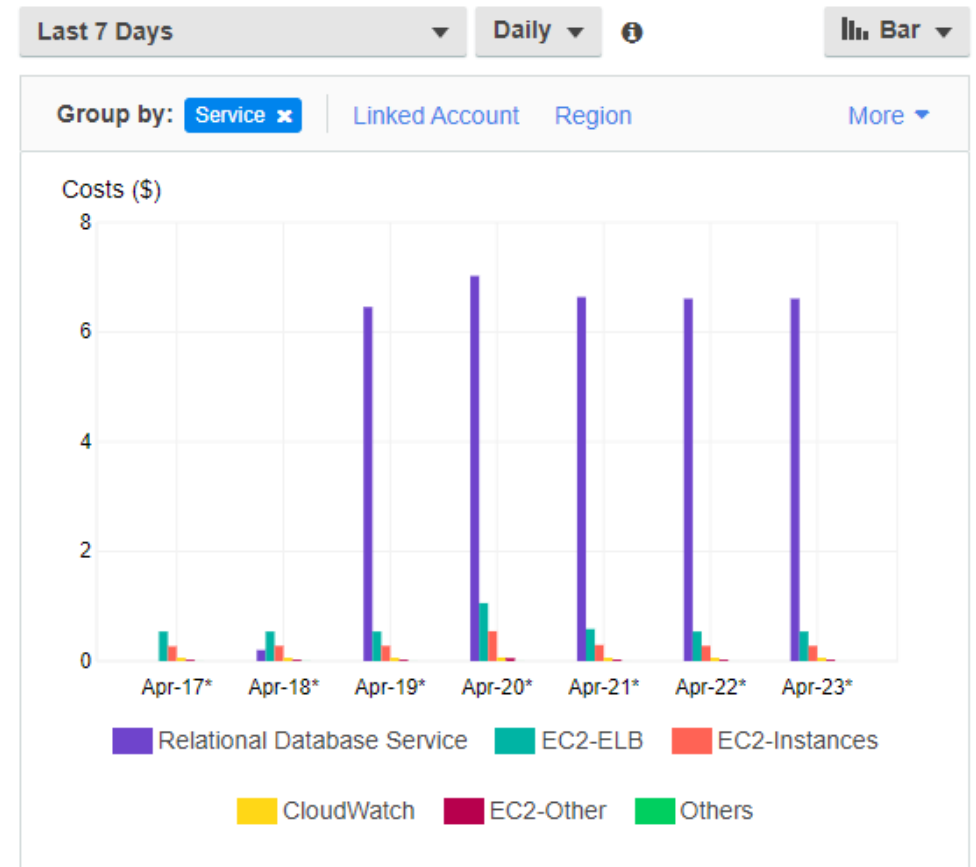 Last 7 Days Daily Bar
Group by: Service × Linked Account Region More
Costs ($)
8
6
4
2
0
Apr-17* Apr-18* Apr-19* Apr-20* Apr-21* Apr-22* Apr-23*
Relational Database Service EC2-ELB EC2-Instances
CloudWatch EC2-Other Others